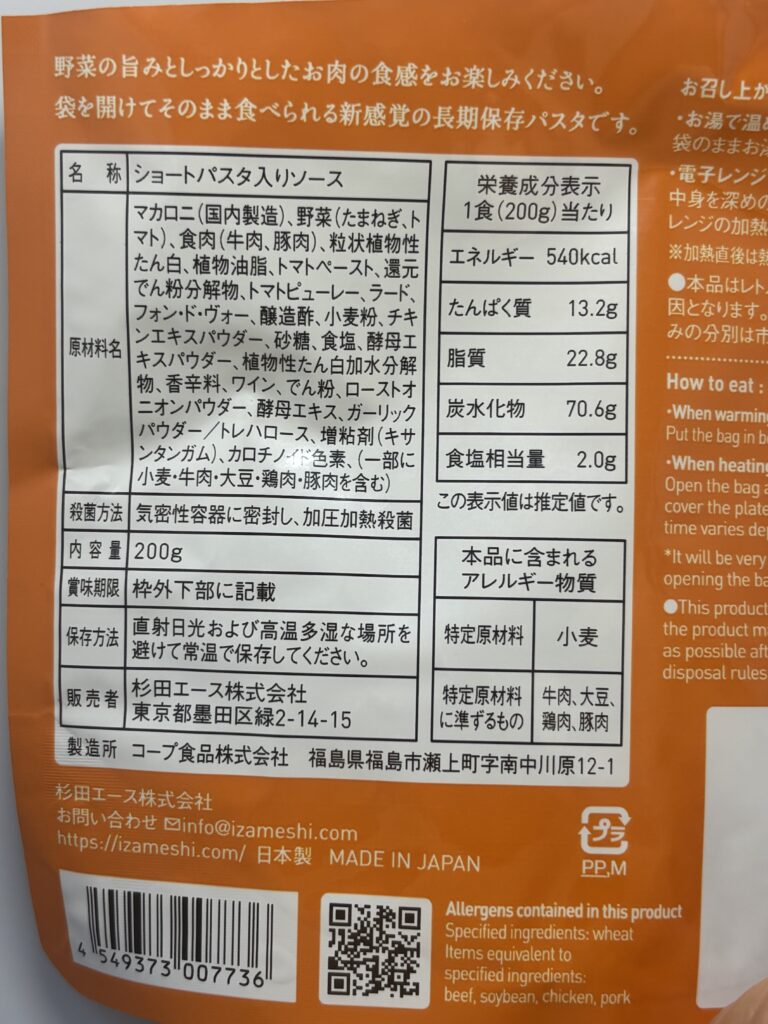 野菜の旨みとしっかりとしたお肉の食感をお楽しみください。
袋を開けてそのまま食べられる新感覚の長期保存パスタです。
名 称 ショートパスタ入りソース
原材料名
マカロニ(国内製造)、野菜(たまねぎ、ト
マト)、食肉(牛肉、豚肉)、粒状植物性
たん白、植物油脂、トマトペースト、還元
でん粉分解物、トマトピューレー、ラード、
フォン・ド・ヴォー、醸造酢、小麦粉、チキ
ンエキスパウダー、砂糖、食塩、酵母エ
キスパウダー、植物性たん白加水分解
物、香辛料、ワイン、でん粉、ローストオ
ニオンパウダー、酵母エキス、ガーリック
パウダー/トレハロース、増粘剤(キサ
ンタンガム)、カロチノイド色素、(一部に
小麦・牛肉・大豆・鶏肉・豚肉を含む)
殺菌方法 気密性容器に密封し、加圧加熱殺菌
内容量 200g
賞味期限 枠外下部に記載
保存方法 直射日光および高温多湿な場所を
避けて常温で保存してください。
販売者 杉田エース株式会社
東京都墨田区緑2-14-15
製造所 コープ食品株式会社 福島県福島市瀬上町字南中川原12-1
栄養成分表示
1食(200g)当たり
エネルギー 540kcal
たんぱく質 13.2g
脂質 22.8g
炭水化物 70.6g
食塩相当量 2.0g
この表示値は推定値です。
本品に含まれる
アレルギー物質
特定原材料 小麦
特定原材料
に準ずるもの
牛肉、大豆、
鶏肉、豚肉
杉田エース株式会社
お問い合わせ info@izameshi.com
https://izameshi.com/ 日本製 MADE IN JAPAN
プラ
PP,M
4 549373 007736
Allergens contained in this product
Specified ingredients: wheat
Items equivalent to
specified ingredients:
beef, soybean, chicken, pork
お召し上が
・お湯で温
袋のままお湯
・電子レンジ
中身を深めの
レンジの加熱
※加熱直後は熱
●本品はレト
因となります。
みの分別は市
How to eat :
・When warming
Put the bag in bo
・When heating
Open the bag a
cover the plate
time varies dep
*It will be very
opening the ba
●This product
the product m
as possible aft
disposal rules